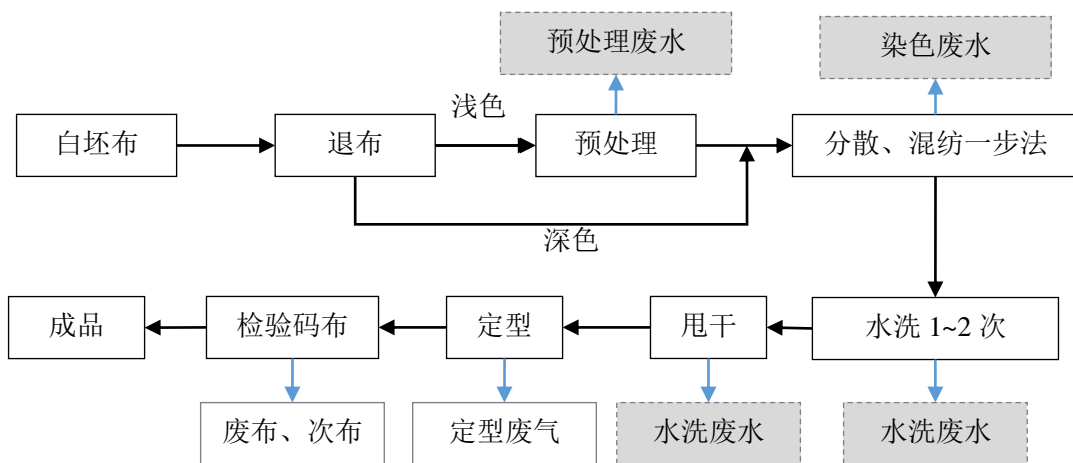 预处理废水
染色废水
浅色
白坯布
退布
预处理
分散、混纺一步法
深色
成品
检验码布
定型
甩干
水洗 1~2 次
废布、次布
定型废气
水洗废水
水洗废水